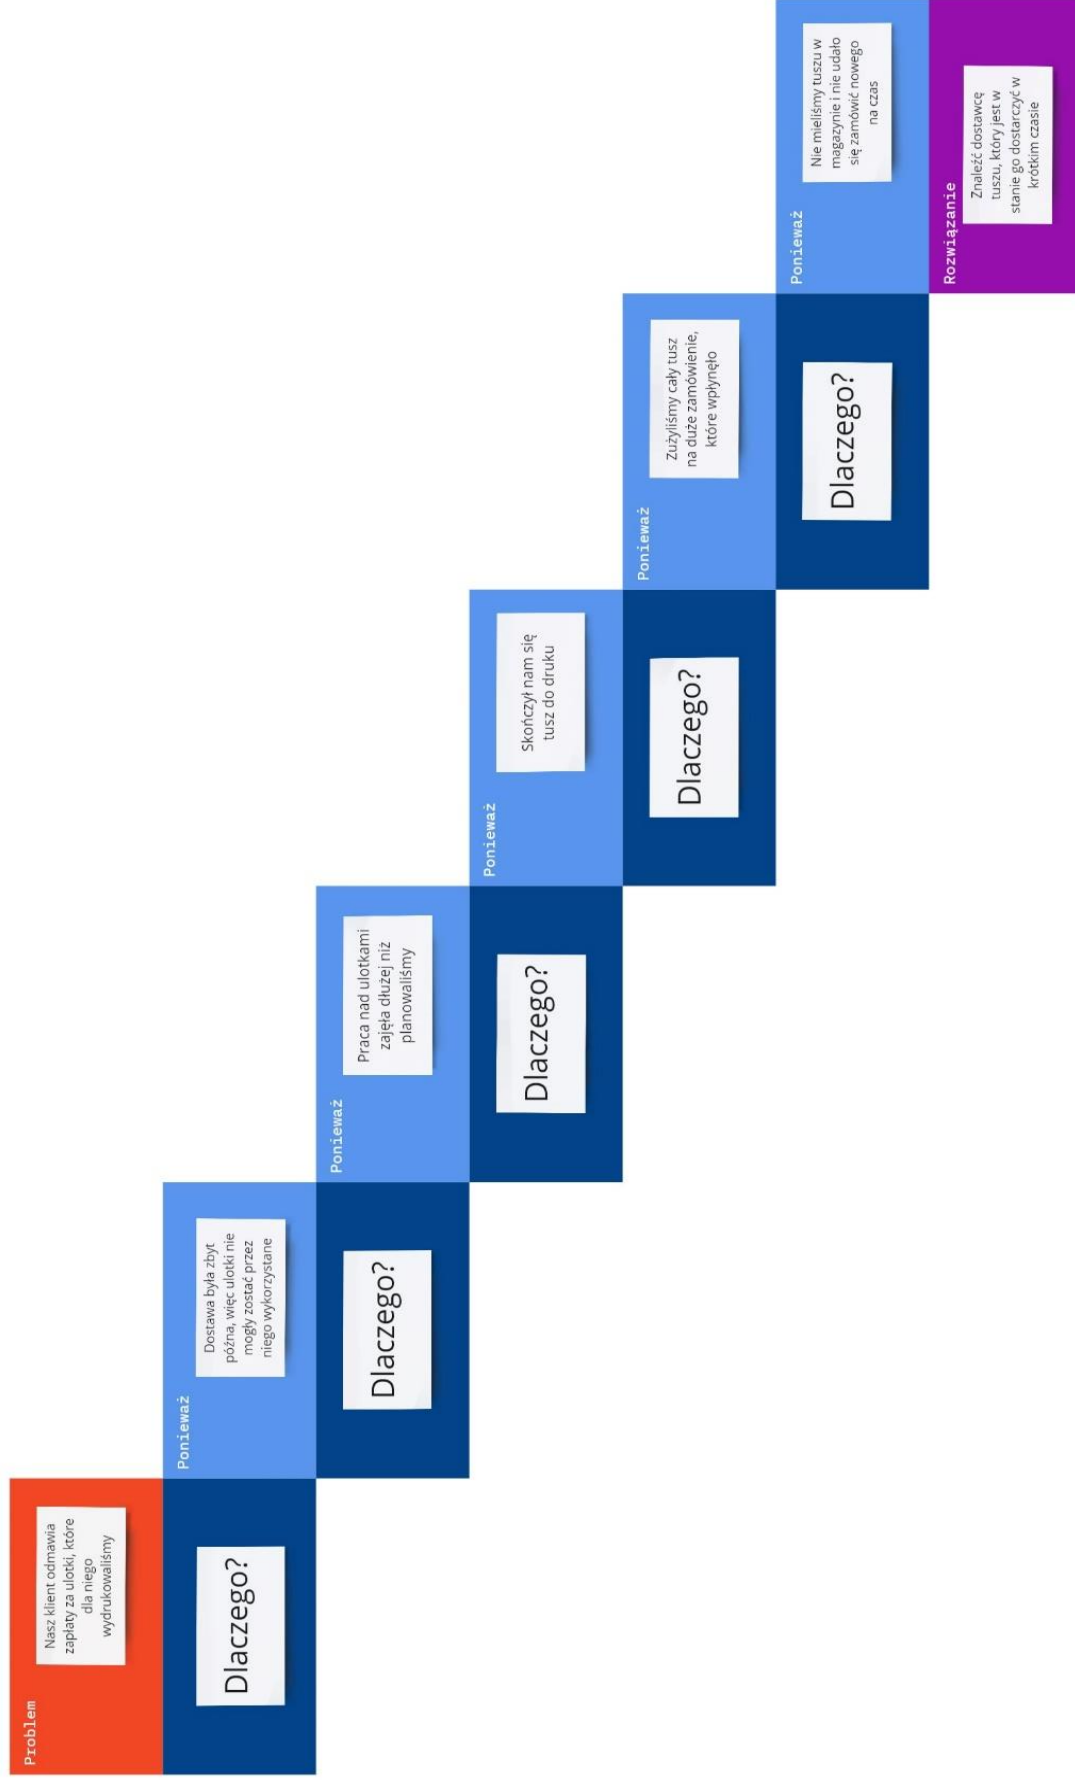 Problem
Nasz klient odmawia
zapłaty za ulotki, które
dla niego
wydrukowaliśmy
Dlaczego?
Ponieważ
Dostawa była zbyt
późna, więc ulotki nie
mogły zostać przez
niego wykorzystane
Dlaczego?
Ponieważ
Praca nad ulotkami
zajęła dłużej niż
planowaliśmy
Dlaczego?
Ponieważ
Skończył nam się
tusz do druku
Dlaczego?
Ponieważ
Zużyliśmy cały tusz
na duże zamówienie,
które wpłynęło
Dlaczego?
Ponieważ
Nie mieliśmy tuszu w
magazynie i nie udało
się zamówić nowego
na czas
Rozwiązanie
Znaleźć dostawcę
tuszu, który jest w
stanie go dostarczyć w
krótkim czasie